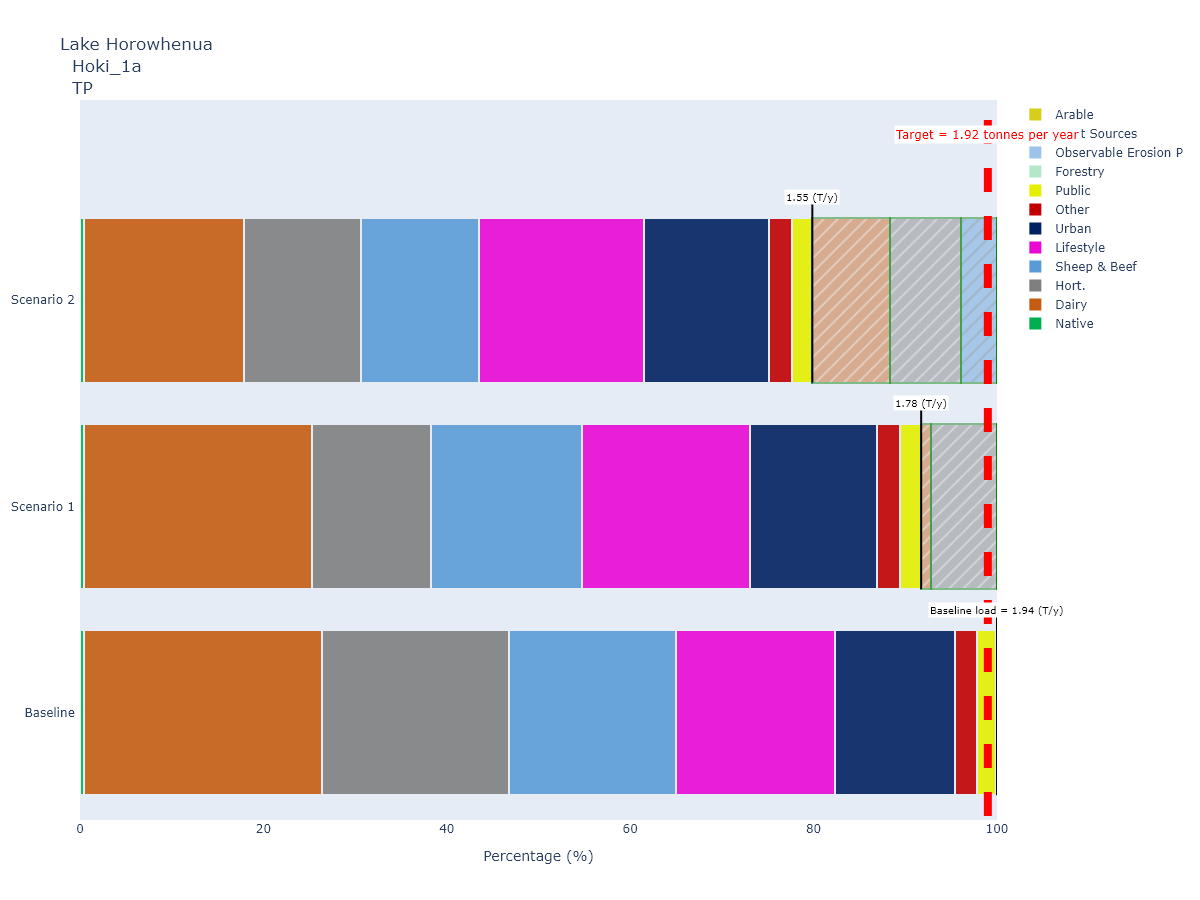 Lake Horowhenua
Hoki_1a
TP
Target = 1.92 tonnes per year
Arable
t Sources
Observable Erosion P
Forestry
Public
Other
Urban
Lifestyle
Sheep & Beef
Hort.
Dairy
Native
1.55 (T/y)
Scenario 2
1.78 (T/y)
Scenario 1
Baseline load = 1.94 (T/y)
Baseline
0 20 40 60 80 100
Percentage (%)